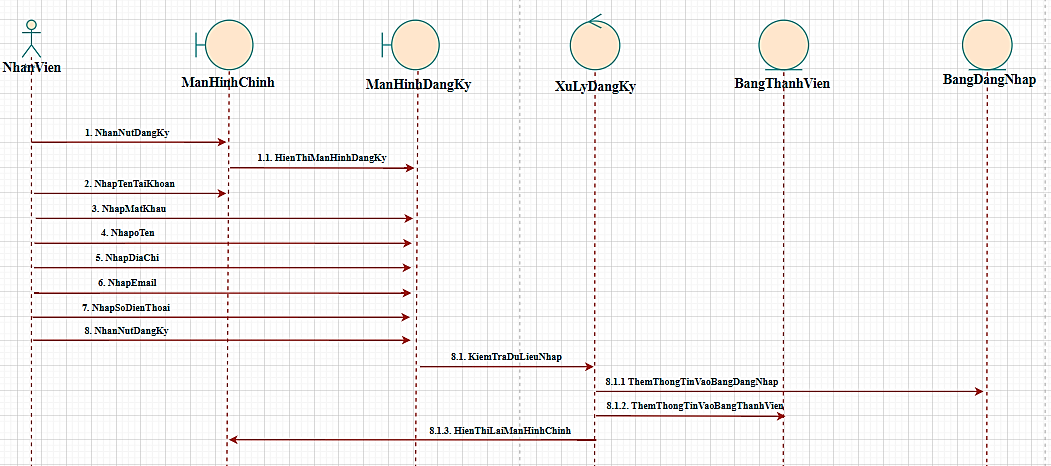 NhanVien
ManHinhChinh
ManHinhDangKy
XuLyDangKy
BangThanhVien
BangDangNhap
1. NhanNutDangKy
1.1. HienThiManHinhDangKy
2. NhapTenTaiKhoan
3. NhapMatKhau
4. NhapoTen
5. NhapDiaChi
6. NhapEmail
7. NhapSoDienThoai
8. NhanNutDangKy
8.1. KiemTraDuLieuNhap
8.1.1 ThemThongTinVaoBangDangNhap
8.1.2. ThemThongTinVaoBangThanhVien
8.1.3. HienThiLaiManHinhChinh